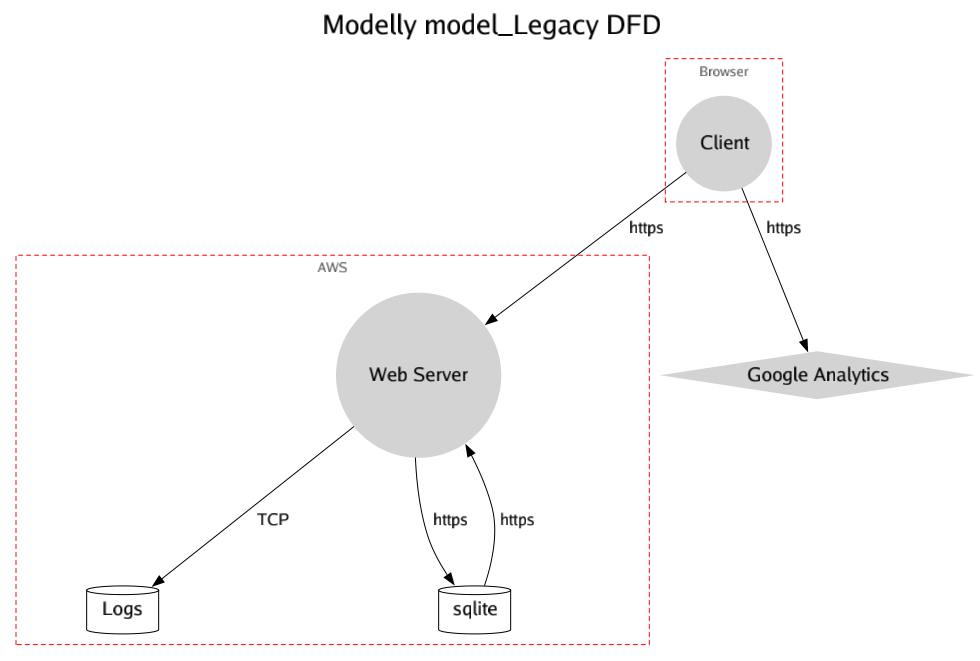 Modelly model_Legacy DFD
Browser
Client
https
https
AWS
Web Server
Google Analytics
TCP
https
https
Logs
sqlite